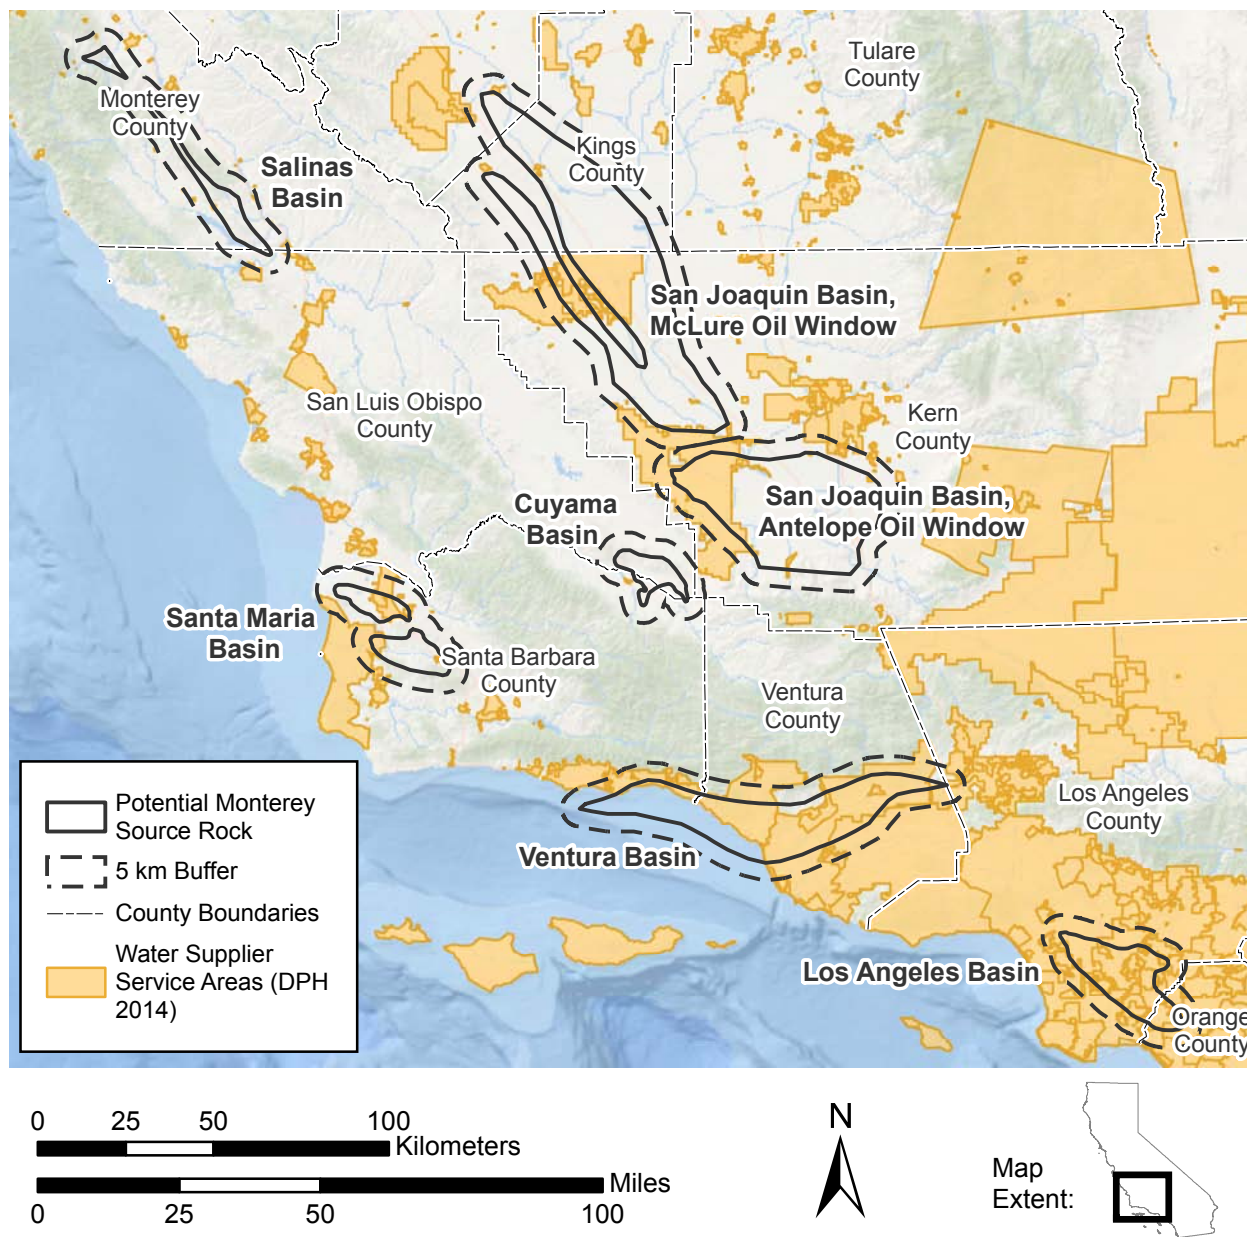 Tulare
County
Monterey
County
Kings
County
Salinas
Basin
San Joaquin Basin,
McLure Oil Window
San Luis Obispo
County
Kern
County
Cuyama
Basin
San Joaquin Basin,
Antelope Oil Window
Santa Maria
Basin
Santa Barbara
County
Ventura
County
Los Angeles
County
Ventura Basin
Los Angeles Basin
Orange
County
Potential Monterey
Source Rock
5 km Buffer
County Boundaries
Water Supplier
Service Areas (DPH
2014)
0 25 50 100
Kilometers
Miles
0 25 50 100
N
Map
Extent: